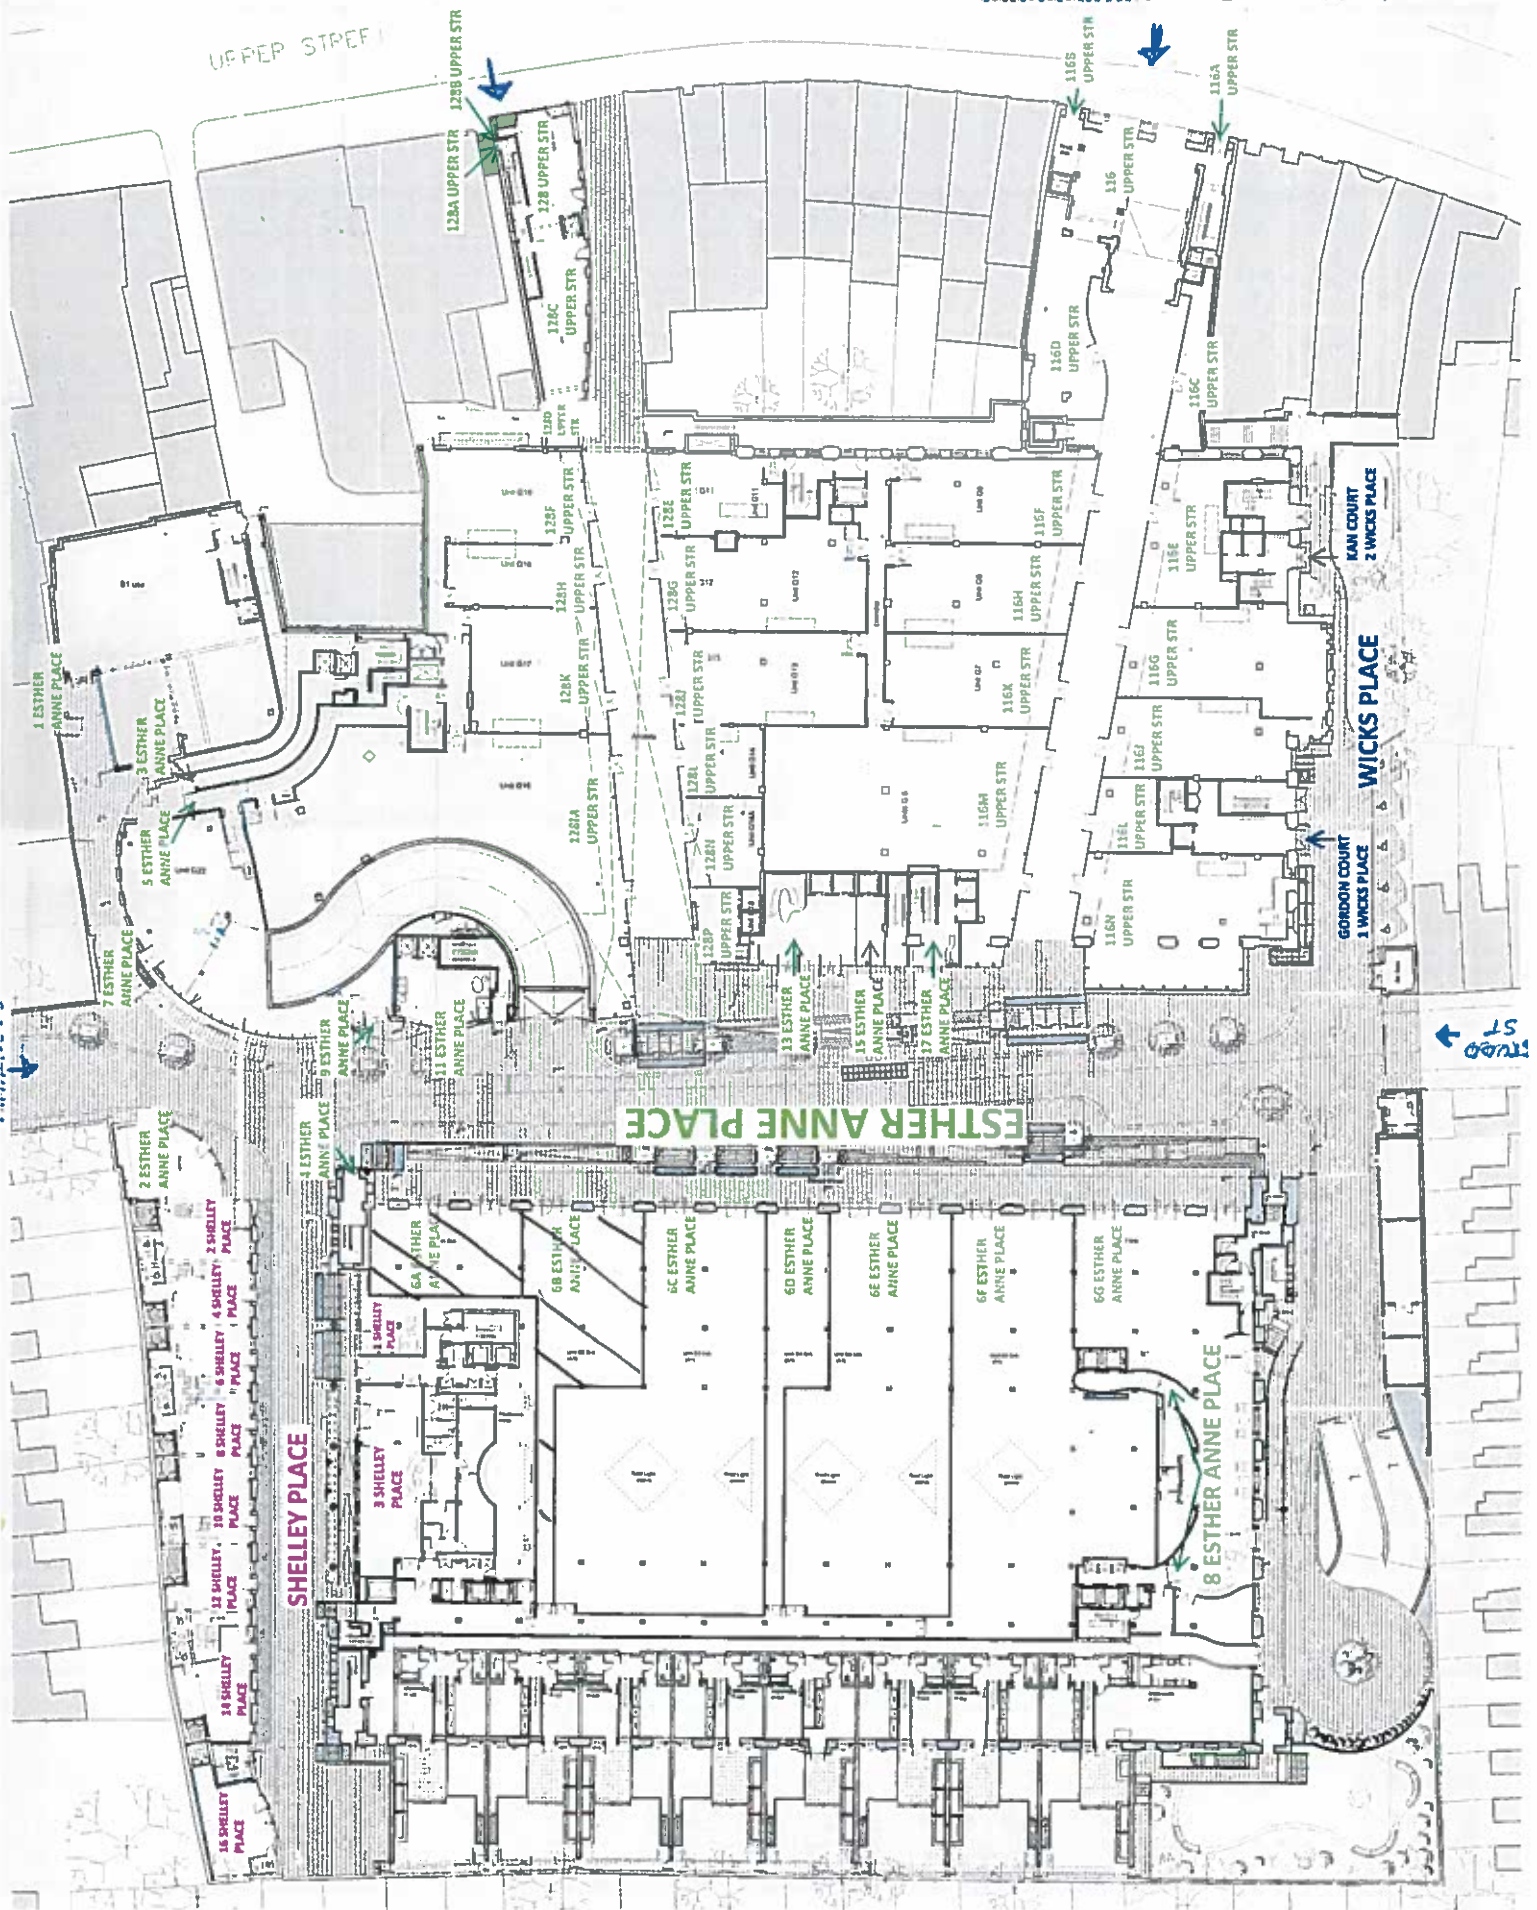 UPPER STREET
128A UPPER STR
128B UPPER STR
128 UPPER STR
128C
UPPER STR
128D
UPPER
STR
116B
UPPER STR
116A
UPPER STR
116
UPPER STR
116D
UPPER STR
116C
UPPER STR
128F
UPPER STR
128H
UPPER STR
128K
UPPER STR
128E
UPPER STR
128G
UPPER STR
128J
UPPER STR
128L
UPPER STR
128N
UPPER STR
128P
UPPER STR
116F
UPPER STR
116H
UPPER STR
116K
UPPER STR
116M
UPPER STR
116E
UPPER STR
116G
UPPER STR
116J
UPPER STR
116L
UPPER STR
116N
UPPER STR
KAN COURT
2 WICKS PLACE
WICKS PLACE
GORDON COURT
1 WICKS PLACE
1 ESTHER
ANNE PLACE
3 ESTHER
ANNE PLACE
5 ESTHER
ANNE PLACE
7 ESTHER
ANNE PLACE
9 ESTHER
ANNE PLACE
11 ESTHER
ANNE PLACE
13 ESTHER
ANNE PLACE
15 ESTHER
ANNE PLACE
17 ESTHER
ANNE PLACE
ESTHER ANNE PLACE
2 ESTHER
ANNE PLACE
4 ESTHER
ANNE PLACE
6A ESTHER
ANNE PLACE
6B ESTHER
ANNE PLACE
6C ESTHER
ANNE PLACE
6D ESTHER
ANNE PLACE
6E ESTHER
ANNE PLACE
6F ESTHER
ANNE PLACE
6G ESTHER
ANNE PLACE
8 ESTHER ANNE PLACE
SHELLEY PLACE
1 SHELLEY
PLACE
3 SHELLEY
PLACE
2 SHELLEY
PLACE
4 SHELLEY
PLACE
6 SHELLEY
PLACE
8 SHELLEY
PLACE
10 SHELLEY
PLACE
12 SHELLEY
PLACE
14 SHELLEY
PLACE
16 SHELLEY
PLACE
ST